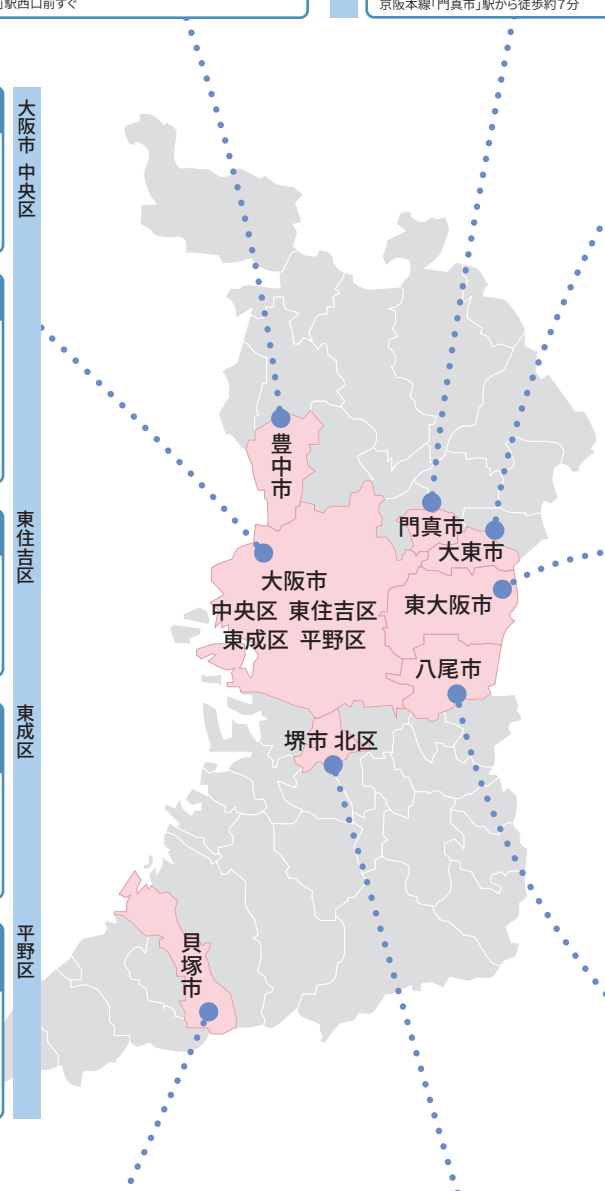 駅西口前すぐ
京阪本線「門真市」駅から徒歩約7分
大阪市 中央区
東住吉区
東成区
平野区
豊中市
門真市
大東市
大阪市
中央区 東住吉区
東成区 平野区
東大阪市
八尾市
堺市 北区
貝塚市